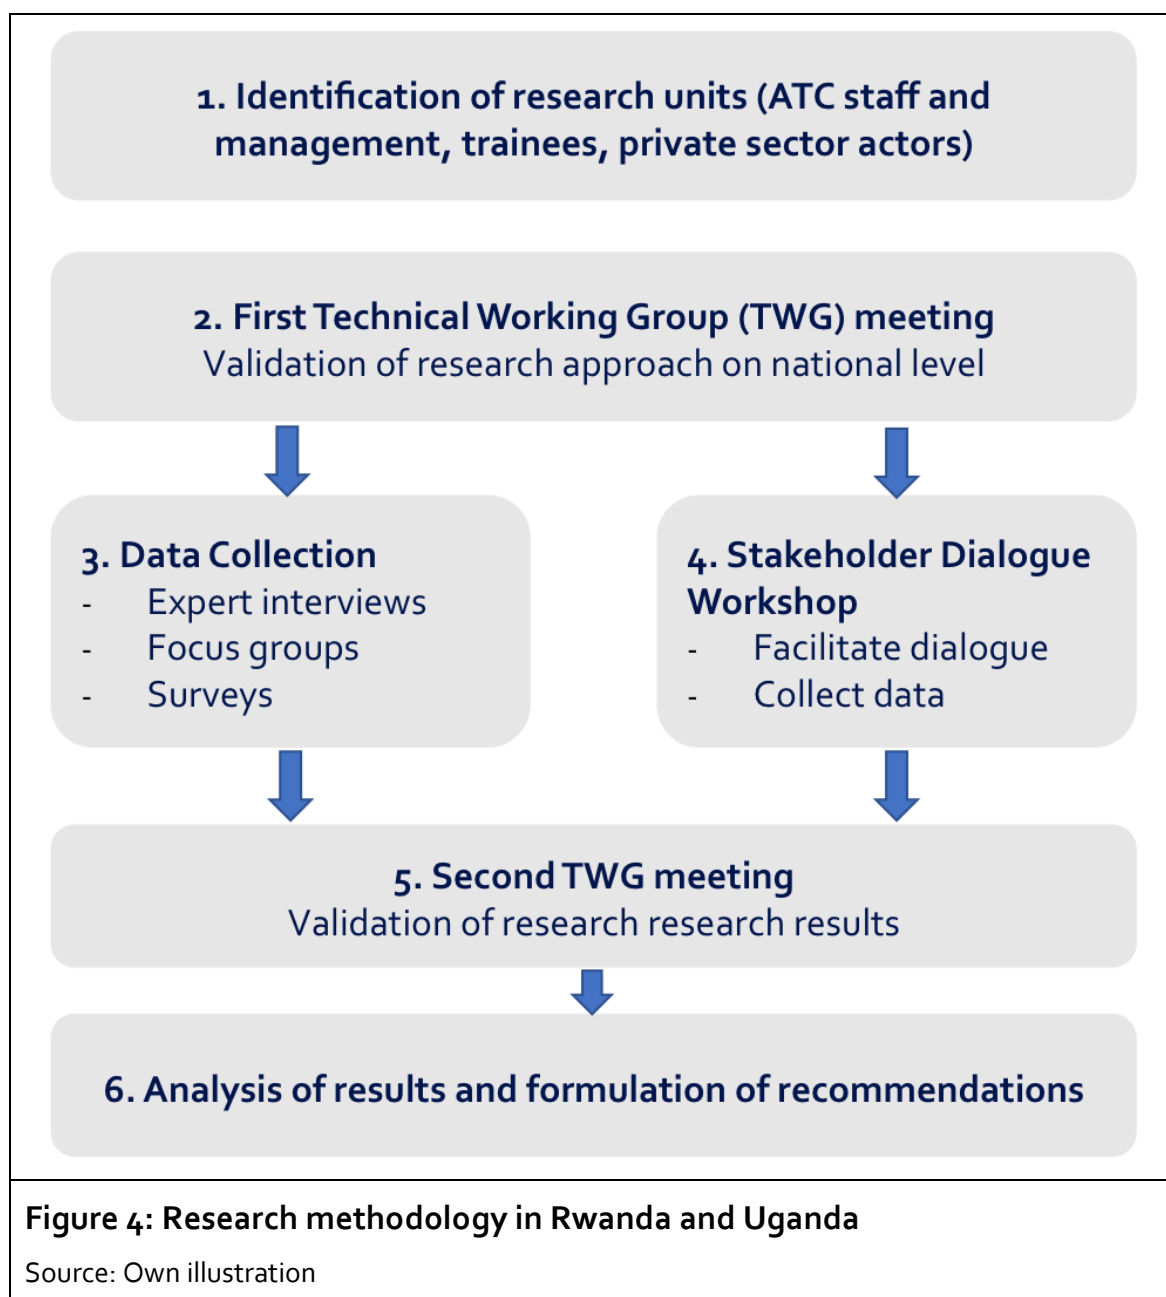 1. Identification of research units (ATC staff and
management, trainees, private sector actors)
2. First Technical Working Group (TWG) meeting
Validation of research approach on national level
3. Data Collection
- Expert interviews
- Focus groups
- Surveys
4. Stakeholder Dialogue
Workshop
- Facilitate dialogue
- Collect data
5. Second TWG meeting
Validation of research research results
6. Analysis of results and formulation of recommendations
Figure 4: Research methodology in Rwanda and Uganda
Source: Own illustration